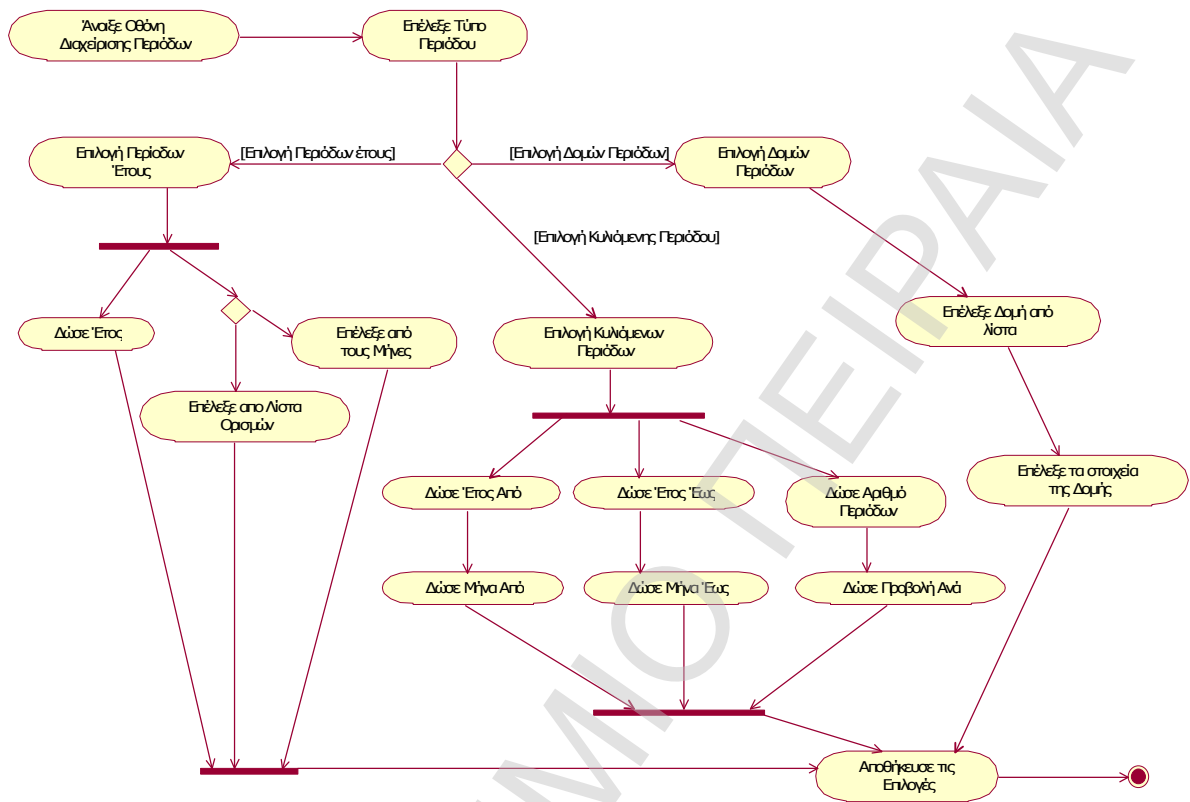 Άνοιξε Οθόνη
Διαχείρισης Περιόδων
Επέλεξε Τύπο
Περιόδου
Επιλογή Περίοδων
Έτους
[Επιλογή Περιόδων έτους]
[Επιλογή Δομών Περιόδων]
Επιλογή Δομών
Περιόδων
[Επιλογή Κυλιόμενης Περιόδου]
Δώσε Έτος
Επέλεξε από
τους Μήνες
Επιλογή Κυλιόμενων
Περιόδων
Επέλεξε Δομή από
λίστα
Επέλεξε απο Λίστα
Ορισμών
Δώσε Έτος Από
Δώσε Έτος Έως
Δώσε Αριθμό
Περιόδων
Επέλεξε τα στοιχεία
της Δομής
Δώσε Μήνα Από
Δώσε Μήνα Έως
Δώσε Προβολή Ανά
Αποθήκευσε τις
Επιλογές
ΜΙΟ ΠΕΙΡΑΙΑ